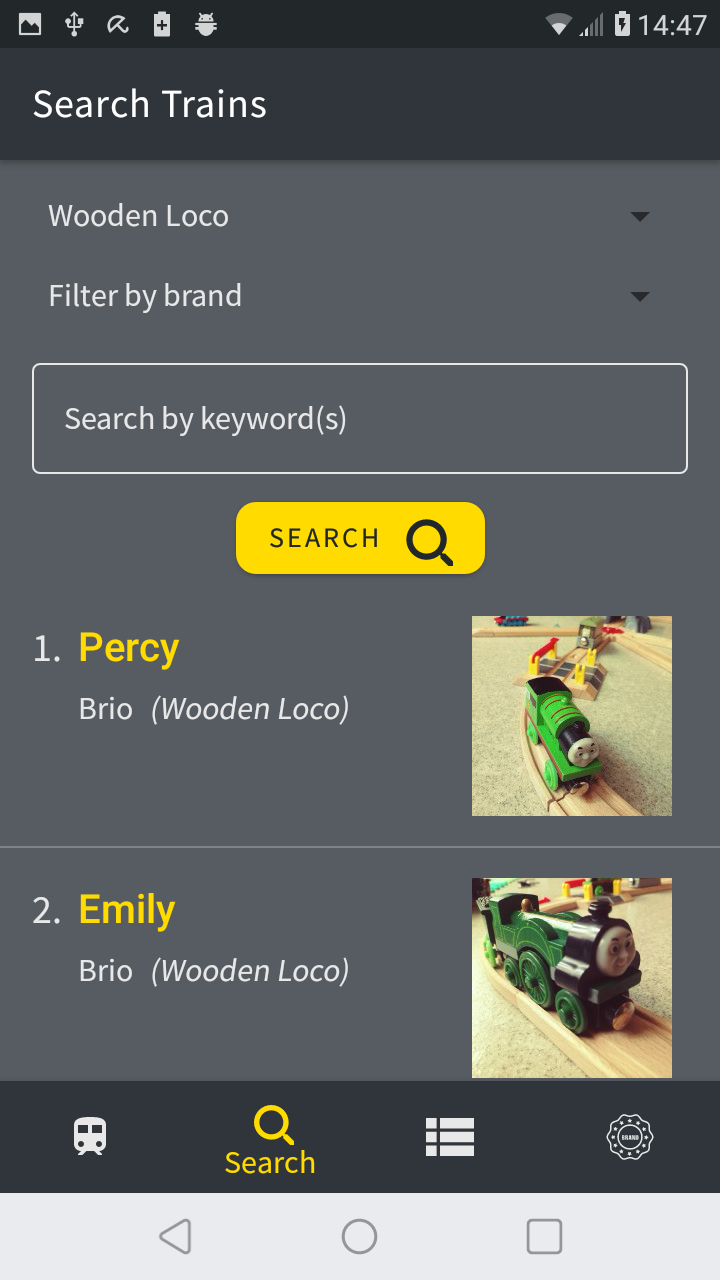 14:47
Search Trains
Wooden Loco
Filter by brand
Search by keyword(s)
SEARCH
1. Percy
Brio (Wooden Loco)
2. Emily
Brio (Wooden Loco)
Search
BRAND